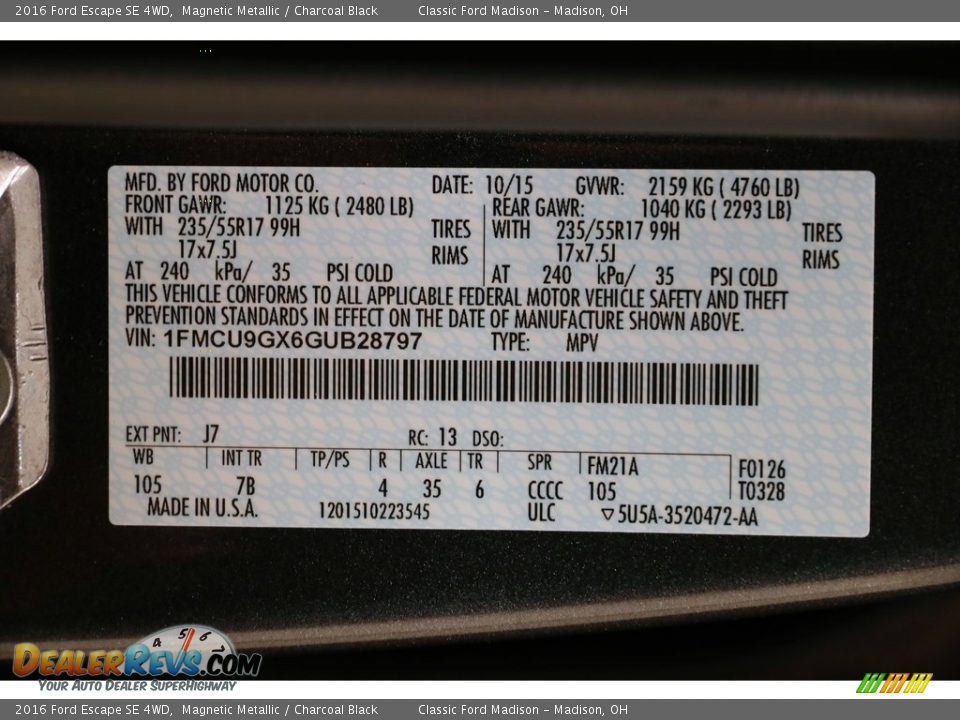 2016 Ford Escape SE 4WD, Magnetic Metallic / Charcoal Black Classic Ford Madison - Madison, OH
MFD. BY FORD MOTOR CO. DATE: 10/15 GVWR: 2159 KG ( 4760 LB)
FRONT GAWR: 1125 KG ( 2480 LB) REAR GAWR: 1040 KG ( 2293 LB)
WITH 235/55R17 99H TIRES WITH 235/55R17 99H TIRES
17x7.5J RIMS 17x7.5J RIMS
AT 240 kPa/ 35 PSI COLD AT 240 kPa/ 35 PSI COLD
THIS VEHICLE CONFORMS TO ALL APPLICABLE FEDERAL MOTOR VEHICLE SAFETY AND THEFT
PREVENTION STANDARDS IN EFFECT ON THE DATE OF MANUFACTURE SHOWN ABOVE.
VIN: 1FMCU9GX6GUB28797 TYPE: MPV
EXT PNT: J7 RC: 13 DSO:
WB INT TR TP/PS R AXLE TR SPR FM21A F0126
105 7B 4 35 6 CCCC 105 T0328
MADE IN U.S.A. 1201510223545 ULC ▽5U5A-3520472-AA
4 5 6
DEALERREVS.COM
YOUR AUTO DEALER SUPERHIGHWAY
2016 Ford Escape SE 4WD, Magnetic Metallic / Charcoal Black Classic Ford Madison - Madison, OH